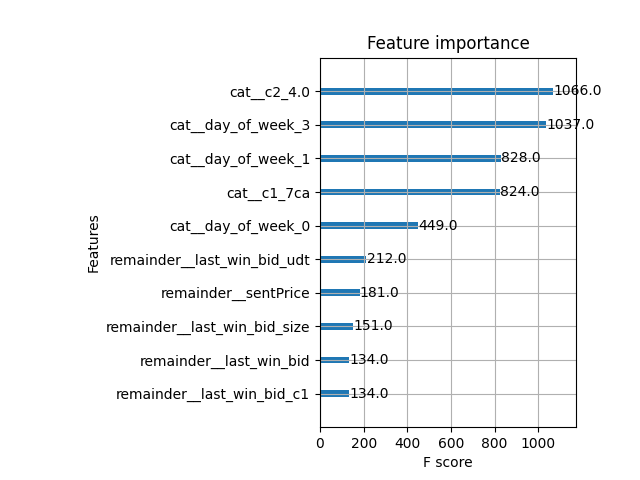 Feature importance
cat__c2_4.0
1066.0
cat__day_of_week_3
1037.0
cat__day_of_week_1
828.0
cat__c1_7ca
824.0
cat__day_of_week_0
449.0
remainder__last_win_bid_udt
212.0
remainder__sentPrice
181.0
remainder__last_win_bid_size
151.0
remainder__last_win_bid
134.0
remainder__last_win_bid_c1
134.0
Features
0 200 400 600 800 1000
F score